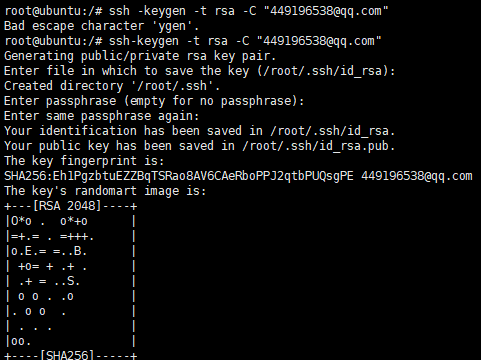 root@ubuntu:/# ssh -keygen -t rsa -C "449196538@qq.com"
Bad escape character 'ygen'.
root@ubuntu:/# ssh-keygen -t rsa -C "449196538@qq.com"
Generating public/private rsa key pair.
Enter file in which to save the key (/root/.ssh/id_rsa):
Created directory '/root/.ssh'.
Enter passphrase (empty for no passphrase):
Enter same passphrase again:
Your identification has been saved in /root/.ssh/id_rsa.
Your public key has been saved in /root/.ssh/id_rsa.pub.
The key fingerprint is:
SHA256:Eh1PgzbtuEZZBqTSRao8AV6CAeRboPPJ2qtbPUQsgPE 449196538@qq.com
The key's randomart image is:
+---[RSA 2048]----+
|O*o .  o*+o      |
|=+.= . =+++.     |
|o.E.= =..B.      |
| +o= + .+ .      |
| .+ = ..S.       |
| o o . .o        |
|. o o  .         |
| . . .           |
|oo.              |
+----[SHA256]-----+